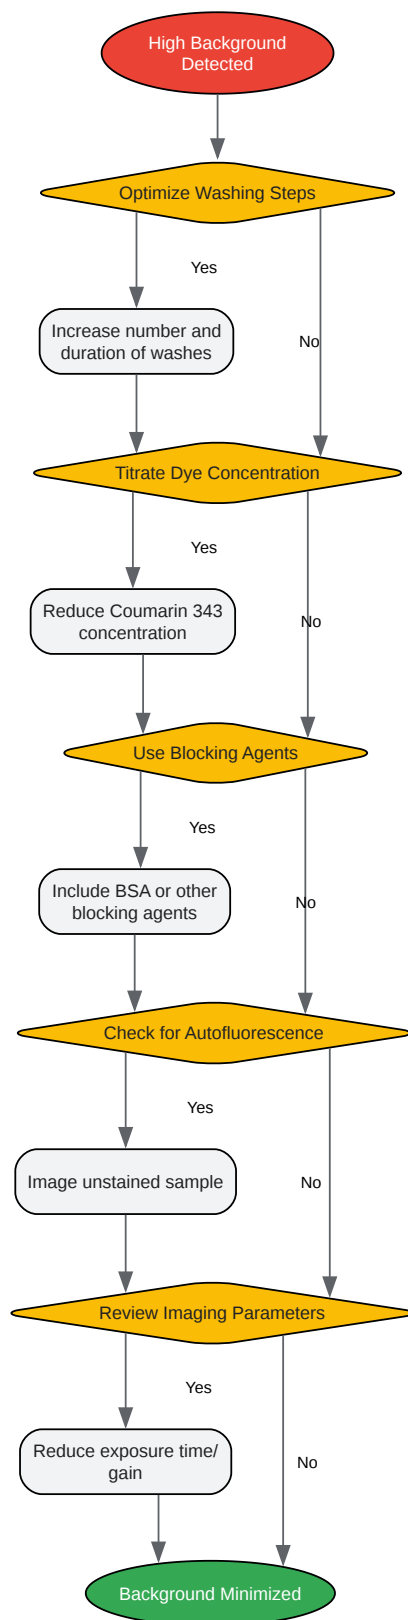 High Background
Detected
Optimize Washing Steps
Yes
Increase number and
duration of washes
No
Titrate Dye Concentration
Yes
Reduce Coumarin 343
concentration
No
Use Blocking Agents
Yes
Include BSA or other
blocking agents
No
Check for Autofluorescence
Yes
Image unstained sample
No
Review Imaging Parameters
Yes
Reduce exposure time/
gain
No
Background Minimized